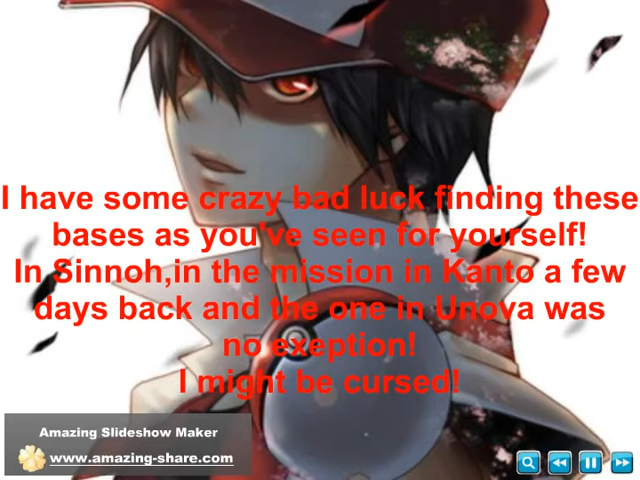 I have some crazy bad luck finding these
bases as you've seen for yourself!
In Sinnoh,in the mission in Kanto a few
days back and the one in Unova was
no exeption!
I might be cursed!
Amazing Slideshow Maker
www.amazing-share.com